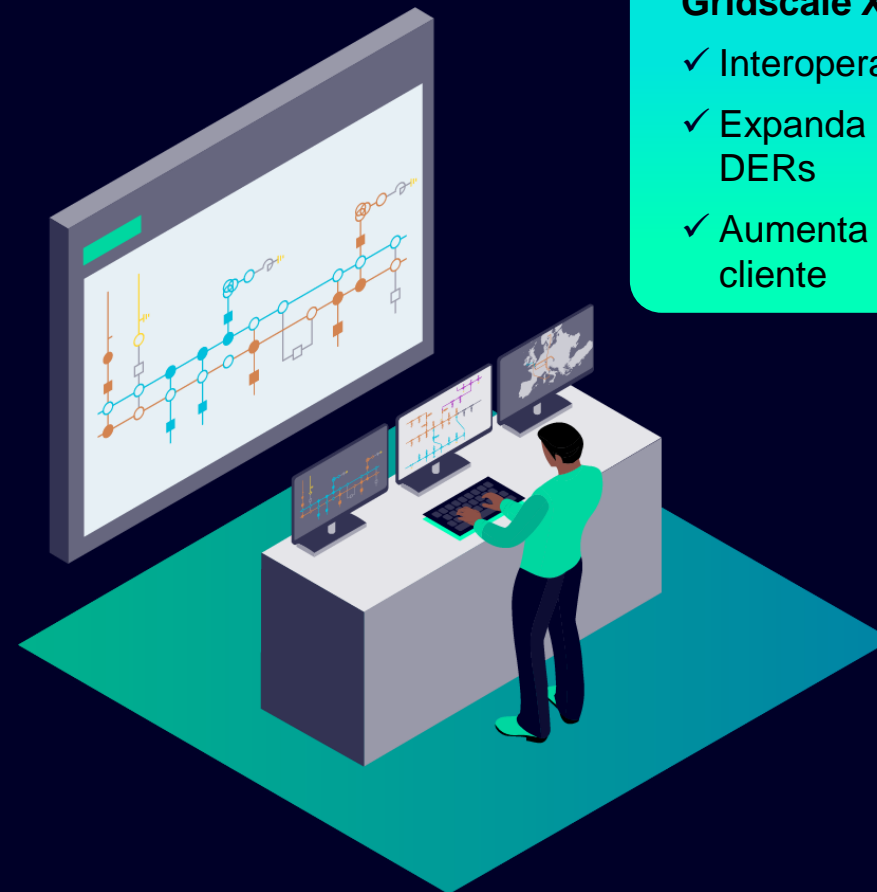 Gridscale X
✓ Interopera
✓ Expanda
DERs
✓ Aumenta
cliente